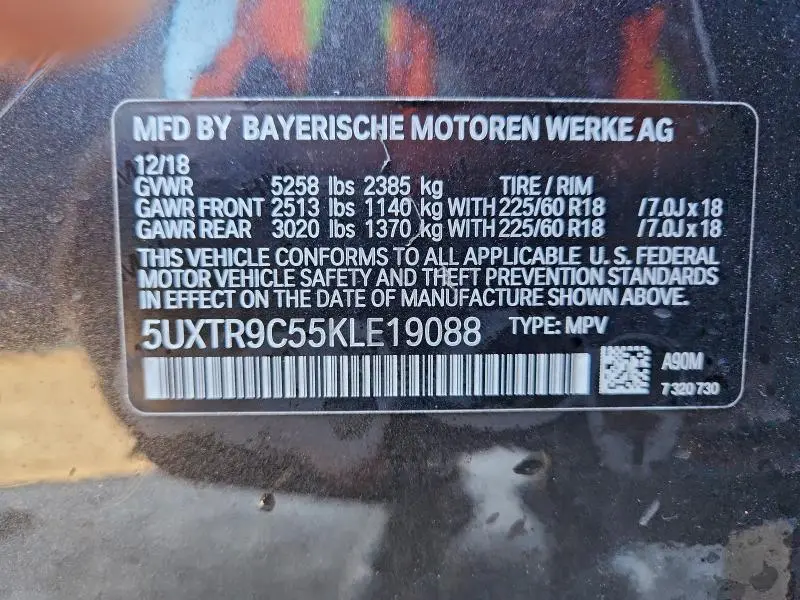 MFD BY BAYERISCHE MOTOREN WERKE AG
12/18
GVWR 5258 lbs 2385 kg TIRE / RIM
GAWR FRONT 2513 lbs 1140 kg WITH 225/60 R18 /7.0J x 18
GAWR REAR 3020 lbs 1370 kg WITH 225/60 R18 /7.0J x 18
THIS VEHICLE CONFORMS TO ALL APPLICABLE U. S. FEDERAL
MOTOR VEHICLE SAFETY AND THEFT PREVENTION STANDARDS
IN EFFECT ON THE DATE OF MANUFACTURE SHOWN ABOVE.
5UXTR9C55KLE19088 TYPE: MPV
A90M
7 320 730